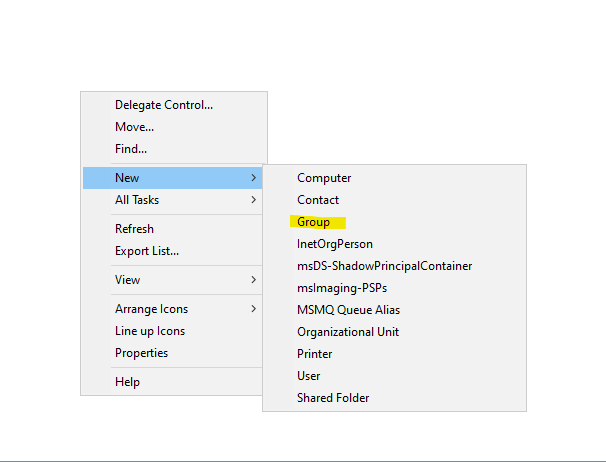 Delegate Control...
Move...
Find...
New
All Tasks
Refresh
Export List...
View
Arrange Icons
Line up Icons
Properties
Help
Computer
Contact
Group
InetOrgPerson
msDS-ShadowPrincipalContainer
msImaging-PSPs
MSMQ Queue Alias
Organizational Unit
Printer
User
Shared Folder